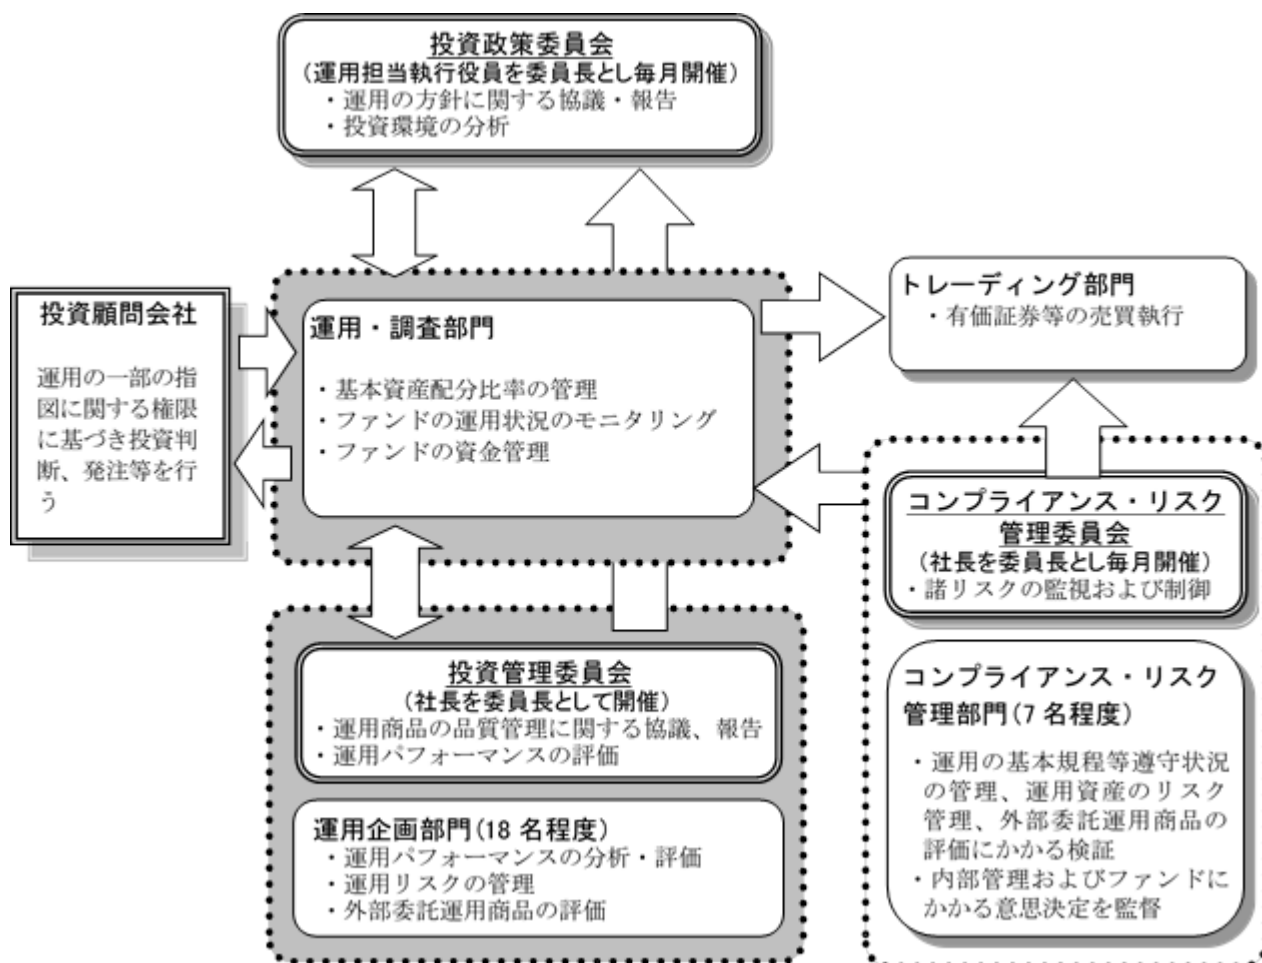 投資政策委員会
(運用担当執行役員を委員長とし毎月開催)
・運用の方針に関する協議・報告
・投資環境の分析
投資顧問会社
運用の一部の指
図に関する権限
に基づき投資判
断、発注等を行
う
運用・調査部門
・基本資産配分比率の管理
・ファンドの運用状況のモニタリング
・ファンドの資金管理
トレーディング部門
・有価証券等の売買執行
コンプライアンス・リスク
管理委員会
(社長を委員長とし毎月開催)
・諸リスクの監視および制御
コンプライアンス・リスク
管理部門(7名程度)
・運用の基本規程等遵守状況
の管理、運用資産のリスク
管理、外部委託運用商品の
評価にかかる検証
・内部管理およびファンドに
かかる意思決定を監督
投資管理委員会
(社長を委員長として開催)
・運用商品の品質管理に関する協議、報告
・運用パフォーマンスの評価
運用企画部門(18名程度)
・運用パフォーマンスの分析・評価
・運用リスクの管理
・外部委託運用商品の評価